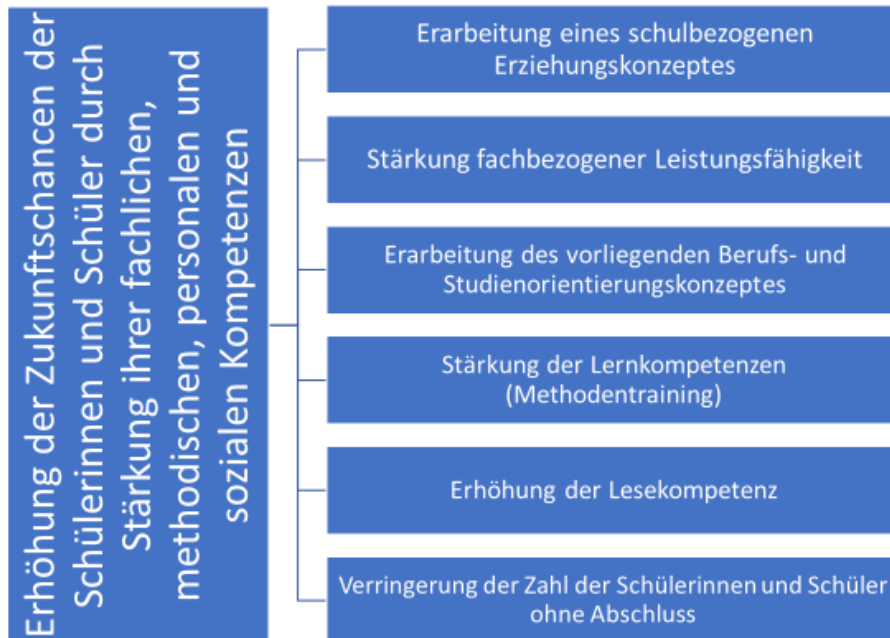 Erhöhung der Zukunftschancen der
Schülerinnen und Schüler durch
Stärkung ihrer fachlichen,
methodischen, personalen und
sozialen Kompetenzen
Erarbeitung eines schulbezogenen
Erziehungskonzeptes
Stärkung fachbezogener Leistungsfähigkeit
Erarbeitung des vorliegenden Berufs- und
Studienorientierungskonzeptes
Stärkung der Lernkompetenzen
(Methodentraining)
Erhöhung der Lesekompetenz
Verringerung der Zahl der Schülerinnen und Schüler
ohne Abschluss